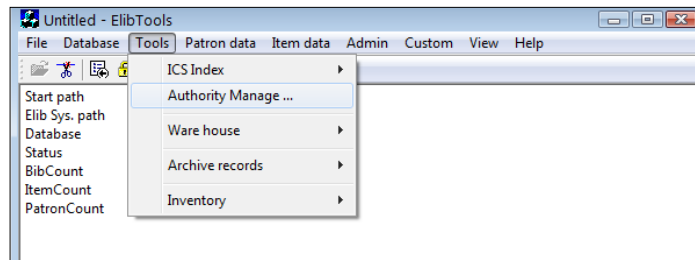 Untitled - ElibTools
File Database Tools Patron data Item data Admin Custom View Help
ICS Index
Start path
Authority Manage ...
Elib Sys. path
Database
Ware house
Status
BibCount
Archive records
ItemCount
PatronCount
Inventory